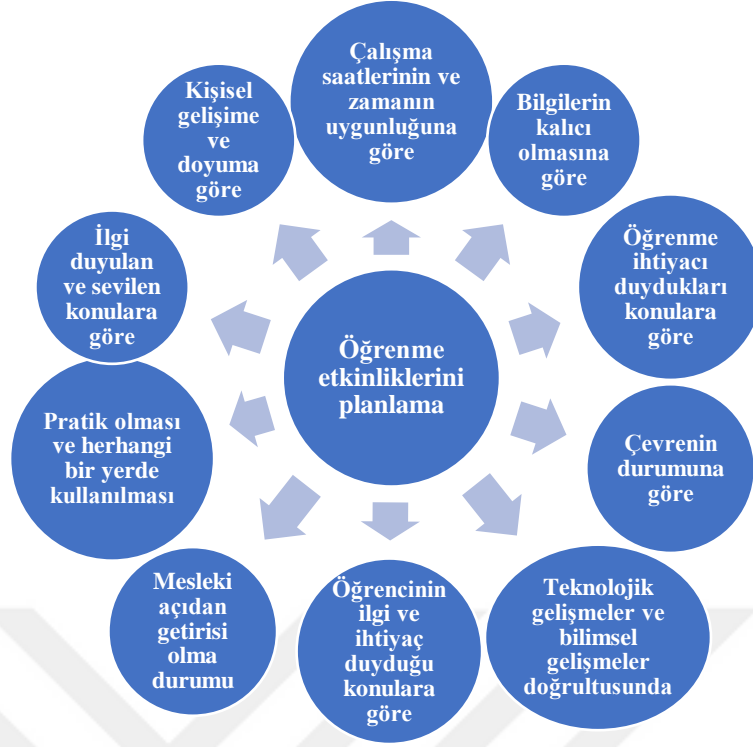 Çalışma
saatlerinin ve
zamanın
uygunluğuna
göre
Bilgilerin
kalıcı
olmasına
göre
Öğrenme
ihtiyacı
duydukları
konulara
göre
Çevrenin
durumuna
göre
Teknolojik
gelişmeler ve
bilimsel
gelişmeler
doğrultusunda
Öğrencinin
ilgi ve
ihtiyaç
duyduğu
konulara
göre
Mesleki
açıdan
getirisi
olma
durumu
Pratik olması
ve herhangi
bir yerde
kullanılması
İlgi
duyulan
ve sevilen
konulara
göre
Kişisel
gelişime
ve
doyuma
göre
Öğrenme
etkinliklerini
planlama